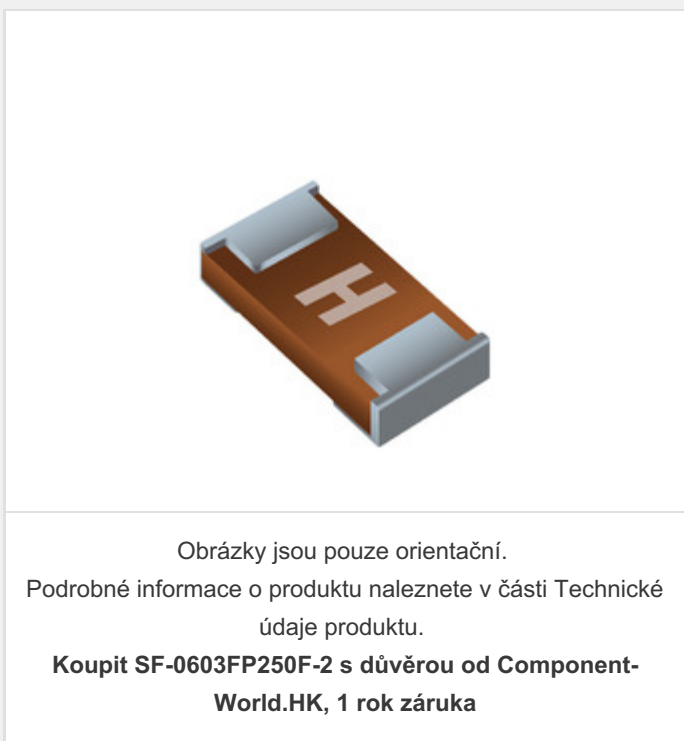 H
Obrázky jsou pouze orientační.
Podrobné informace o produktu naleznete v části Technické
údaje produktu.
Koupit SF-0603FP250F-2 s důvěrou od Component-
World.HK, 1 rok záruka